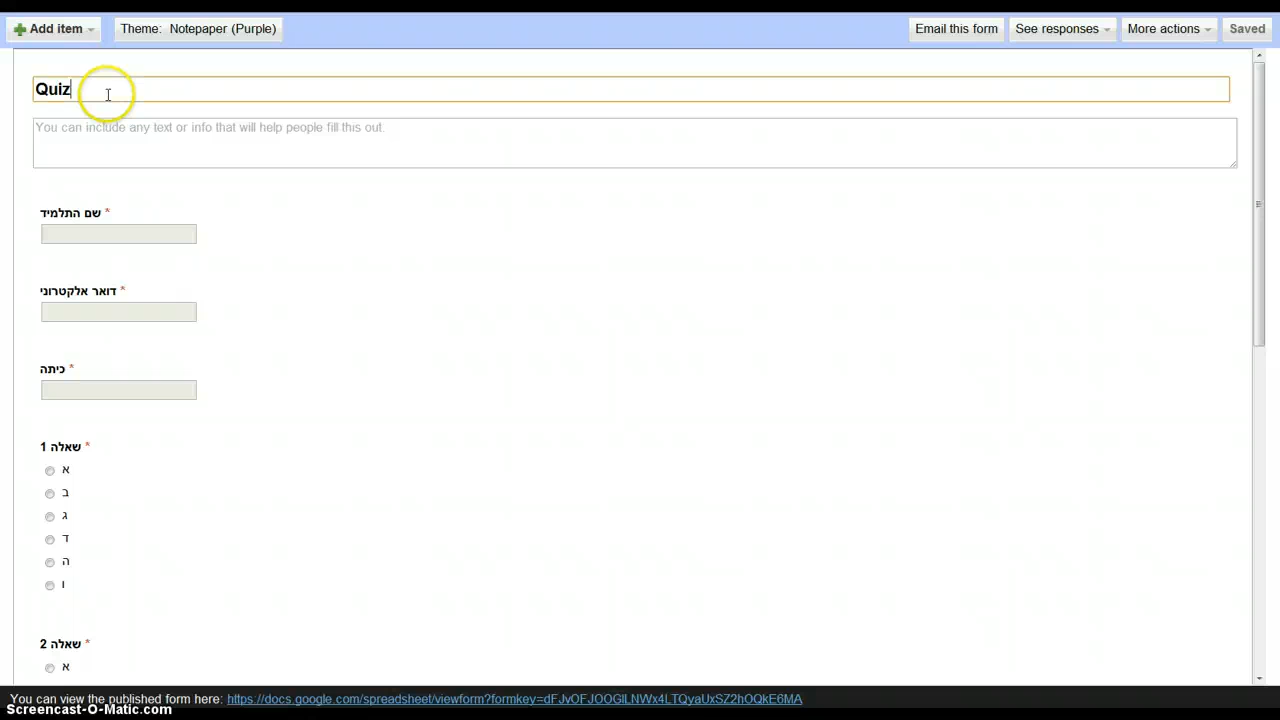 Add item
Theme: Notepaper (Purple)
Email this form
See responses
More actions
Saved
Quiz
You can include any text or info that will help people fill this out.
שם התלמיד *
דואר אלקטרוני *
כיתה *
שאלה 1 *
א
ב
ג
ד
ה
ו
שאלה 2 *
א
You can view the published form here: https://docs.google.com/spreadsheet/viewform?formkey=dFJvOFJOOGlLNWx4LTQyaUxSZ2hOQkE6MA
Screencast-O-Matic.com